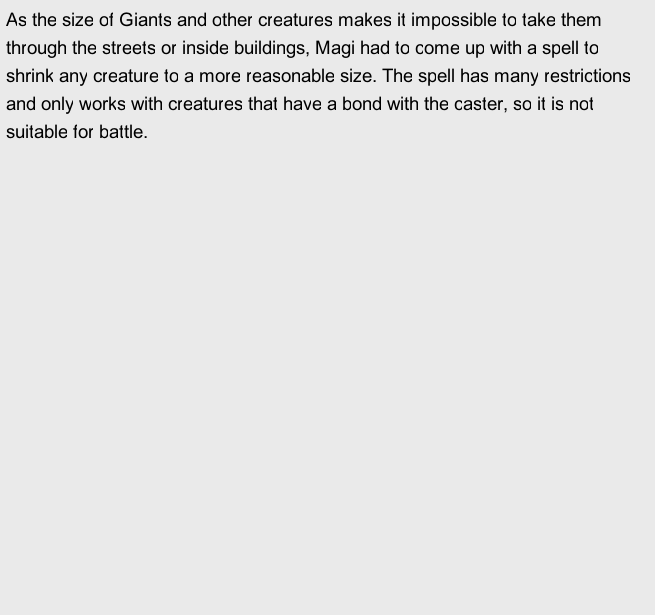 As the size of Giants and other creatures makes it impossible to take them
through the streets or inside buildings, Magi had to come up with a spell to
shrink any creature to a more reasonable size. The spell has many restrictions
and only works with creatures that have a bond with the caster, so it is not
suitable for battle.